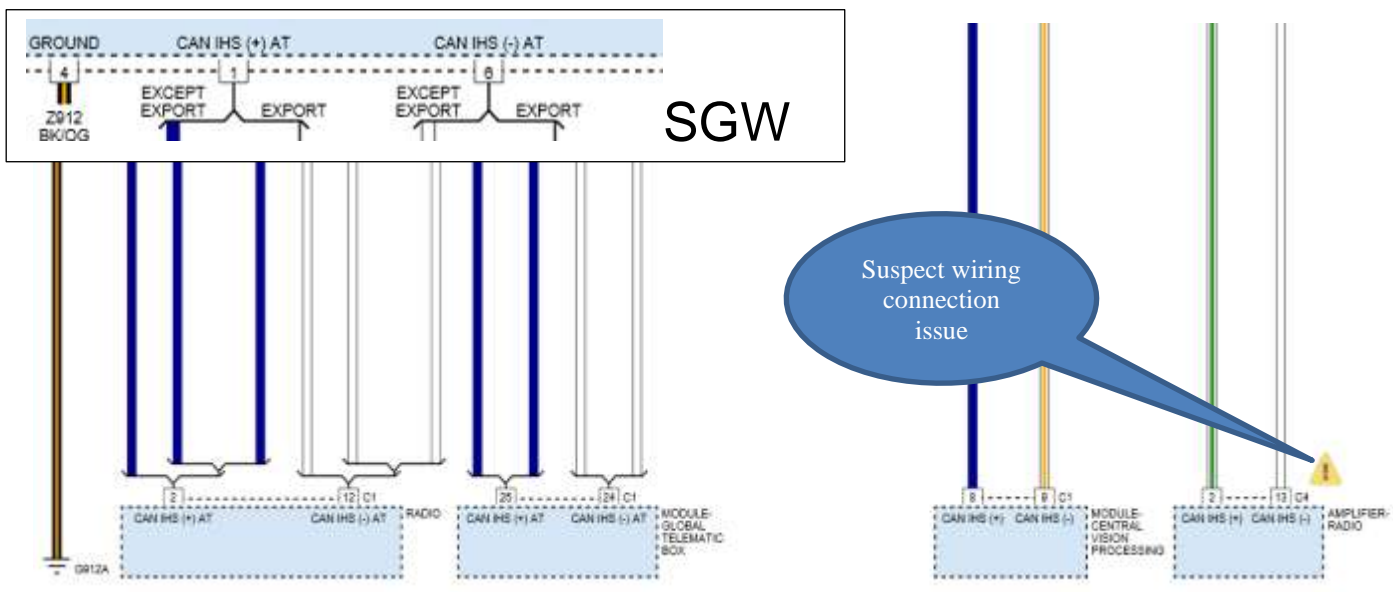 GROUND CAN IHS (+) AT CAN IHS (-) AT
4 1 6
EXCEPT EXPORT EXPORT EXCEPT EXPORT EXPORT
Z912
BK/OG
SGW
Suspect wiring
connection
issue
2 12 C1
CAN IHS (+) AT CAN IHS (-) AT
RADIO
25 24 C1
CAN IHS (+) AT CAN IHS (-) AT
MODULE-
GLOBAL
TELEMATIC
BOX
8 9 C1
CAN IHS (+) CAN IHS (-)
MODULE-
CENTRAL
VISION
PROCESSING
2 13 C4
CAN IHS (+) CAN IHS (-)
AMPLIFIER-
RADIO
G912A